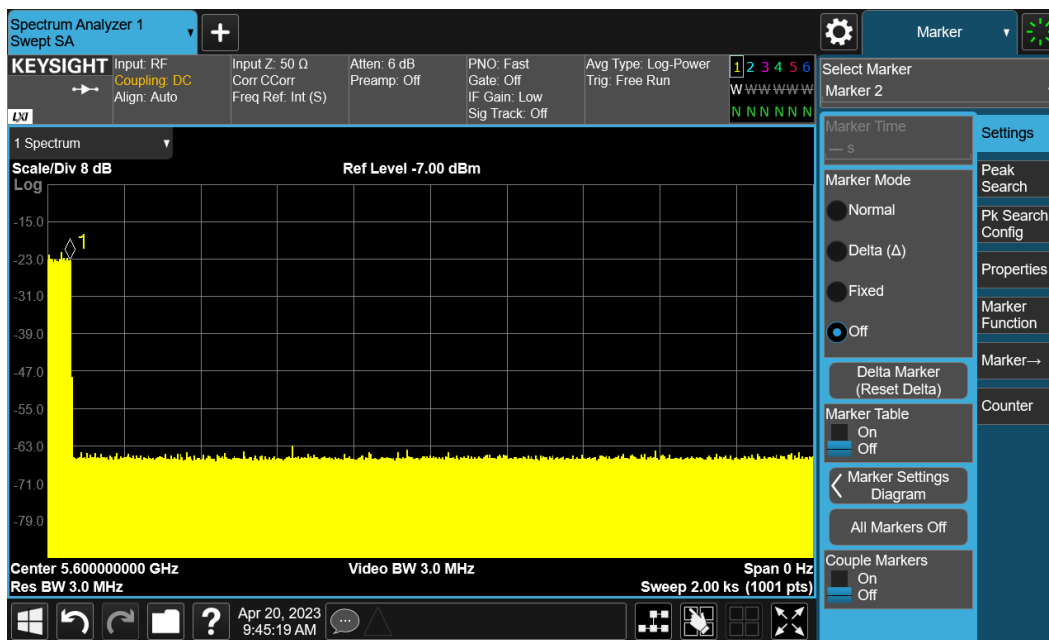 Spectrum Analyzer 1
Swept SA
Marker
KEYSIGHT
LXI
Input: RF
Coupling: DC
Align: Auto
Input Z: 50 Ω
Corr CCorr
Freq Ref: Int (S)
Atten: 6 dB
Preamp: Off
PNO: Fast
Gate: Off
IF Gain: Low
Sig Track: Off
Avg Type: Log-Power
Trig: Free Run
1 2 3 4 5 6
W W W W W W
N N N N N N
Select Marker
Marker 2
1 Spectrum
Scale/Div 8 dB
Ref Level -7.00 dBm
Log
-15.0
-23.0
-31.0
-39.0
-47.0
-55.0
-63.0
-71.0
-79.0
1
Center 5.600000000 GHz
Video BW 3.0 MHz
Span 0 Hz
Res BW 3.0 MHz
Sweep 2.00 ks (1001 pts)
Marker Time
--- s
Marker Mode
Normal
Delta (Δ)
Fixed
Off
Delta Marker
(Reset Delta)
Marker Table
On
Off
Marker Settings
Diagram
All Markers Off
Couple Markers
On
Off
Settings
Peak
Search
Pk Search
Config
Properties
Marker
Function
Marker→
Counter
Apr 20, 2023
9:45:19 AM